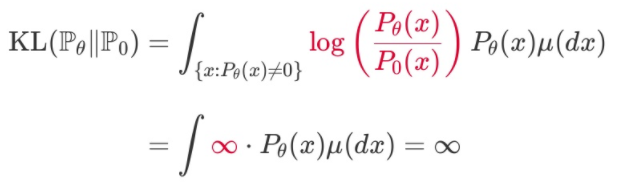 KL(ℙ_θ‖ℙ_0) = ∫_{x:P_θ(x)≠0} log (P_θ(x)/P_0(x)) P_θ(x)μ(dx)
= ∫ ∞ · P_θ(x)μ(dx) = ∞